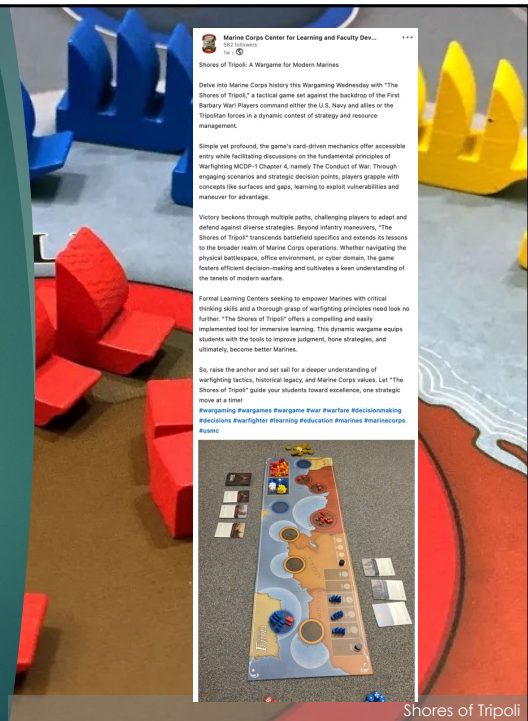 Marine Corps Center for Learning and Faculty Dev...
582 followers
1w •
Shores of Tripoli: A Wargame for Modern Marines
Delve into Marine Corps history this Wargaming Wednesday with "The
Shores of Tripoli," a tactical game set against the backdrop of the First
Barbary War! Players command either the U.S. Navy and allies or the
Tripolitan forces in a dynamic contest of strategy and resource
management.
Simple yet profound, the game's card-driven mechanics offer accessible
entry while facilitating discussions on the fundamental principles of
Warfighting MCDP-1 Chapter 4, namely The Conduct of War. Through
engaging scenarios and strategic decision points, players grapple with
concepts like surfaces and gaps, learning to exploit vulnerabilities and
maneuver for advantage.
Victory beckons through multiple paths, challenging players to adapt and
defend against diverse strategies. Beyond infantry maneuvers, "The
Shores of Tripoli" transcends battlefield specifics and extends its lessons
to the broader realm of Marine Corps operations. Whether navigating the
physical battlespace, office environment, or cyber domain, the game
fosters efficient decision-making and cultivates a keen understanding of
the tenets of modern warfare.
Formal Learning Centers seeking to empower Marines with critical
thinking skills and a thorough grasp of warfighting principles need look no
further. "The Shores of Tripoli" offers a compelling and easily
implemented tool for immersive learning. This dynamic wargame equips
students with the tools to improve judgment, hone strategies, and
ultimately, become better Marines.
So, raise the anchor and set sail for a deeper understanding of
warfighting tactics, historical legacy, and Marine Corps values. Let "The
Shores of Tripoli" guide your students toward excellence, one strategic
move at a time!
#wargaming #wargames #wargame #war #warfare #decisionmaking
#decisions #warfighter #learning #education #marines #marinecorps
#usmc
Shores of Tripoli